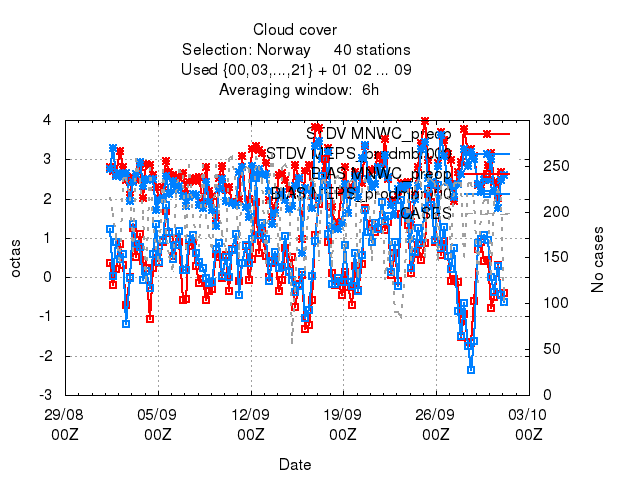 Cloud cover
Selection: Norway 40 stations
Used {00,03,...,21} + 01 02 ... 09
Averaging window: 6h
4
3
2
1
0
-1
-2
-3
octas
300
250
200
150
100
50
0
No cases
STDV MNWC_preop
STDV
BIAS MNWC_preop
BIAS
CASES
29/08 05/09 12/09 19/09 26/09 03/10
00Z 00Z 00Z 00Z 00Z 00Z
Date